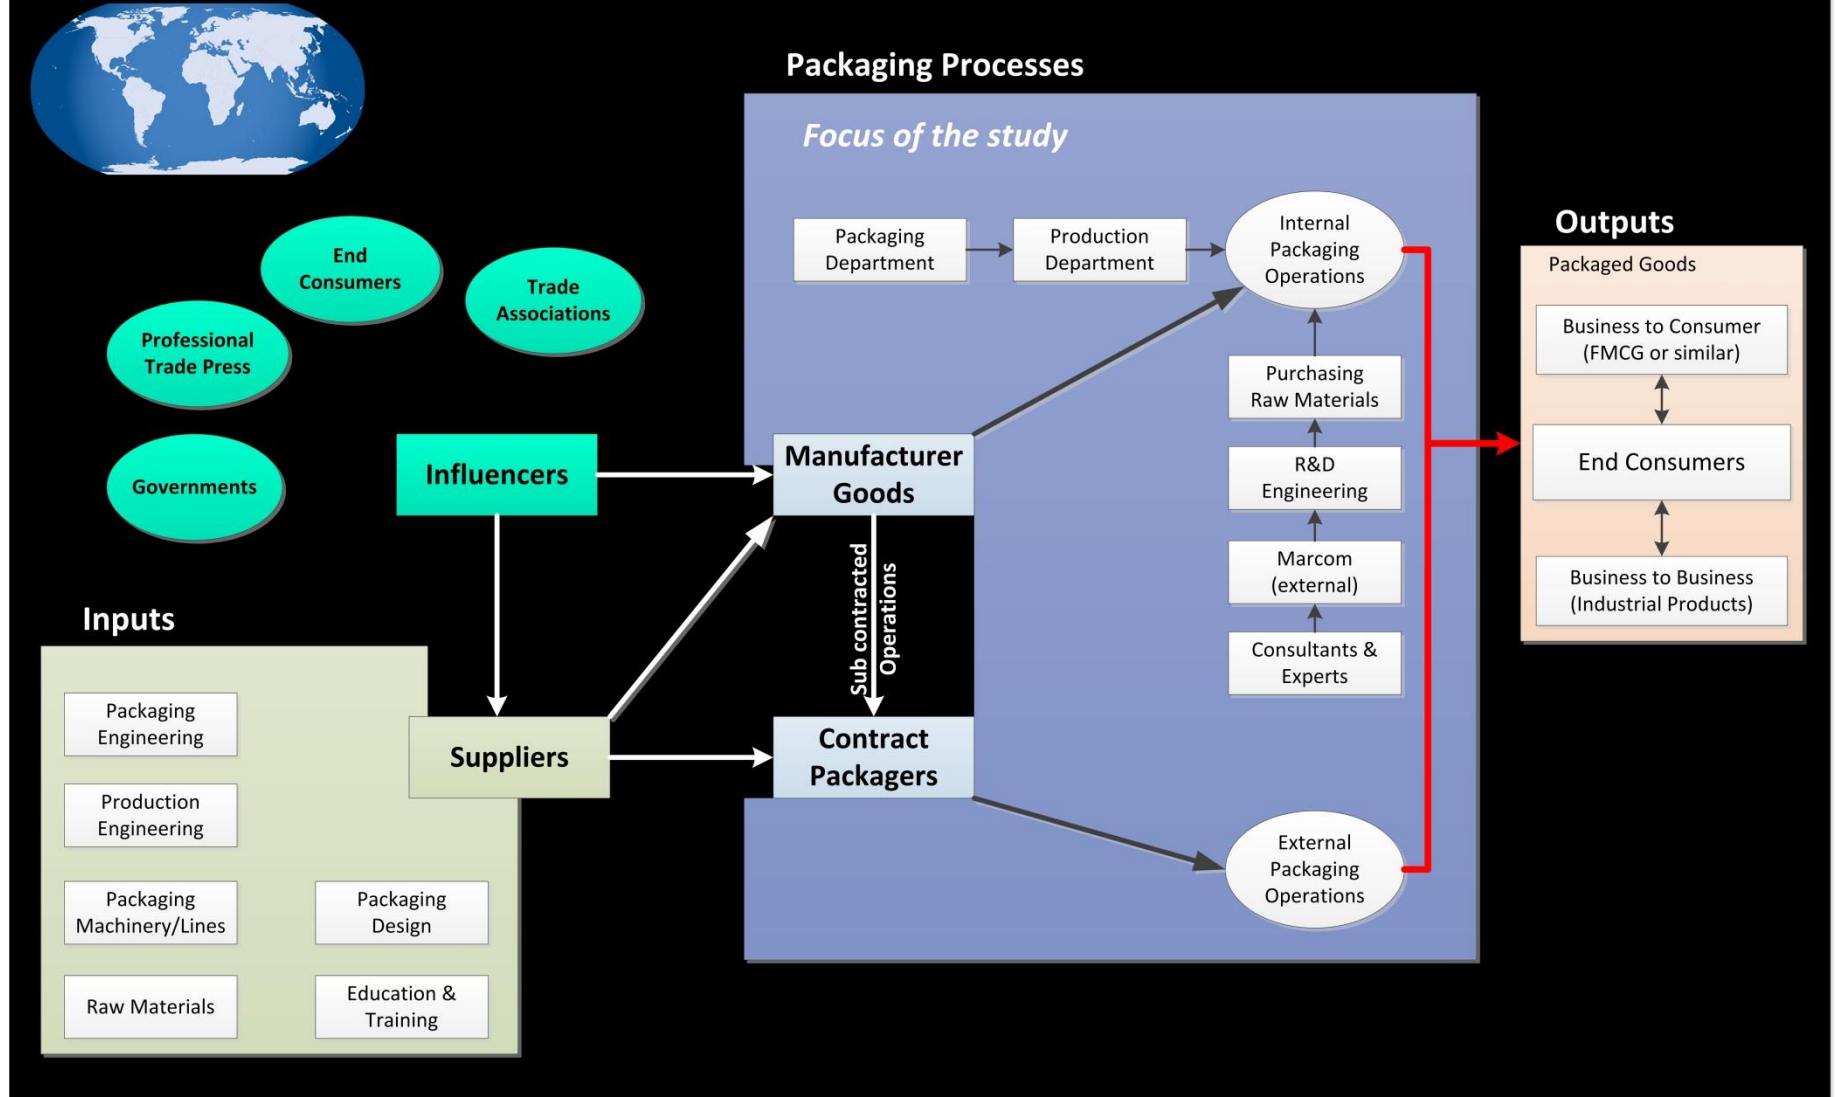 Packaging Processes
Focus of the study
Packaging
Department
Production
Department
Internal
Packaging
Operations
Outputs
Packaged Goods
Business to Consumer
(FMCG or similar)
End Consumers
Business to Business
(Industrial Products)
End
Consumers
Trade
Associations
Professional
Trade Press
Governments
Influencers
Manufacturer
Goods
Purchasing
Raw Materials
R&D
Engineering
Marcom
(external)
Consultants &
Experts
Sub contracted
Operations
Inputs
Packaging
Engineering
Production
Engineering
Packaging
Machinery/Lines
Raw Materials
Packaging
Design
Education &
Training
Suppliers
Contract
Packagers
External
Packaging
Operations